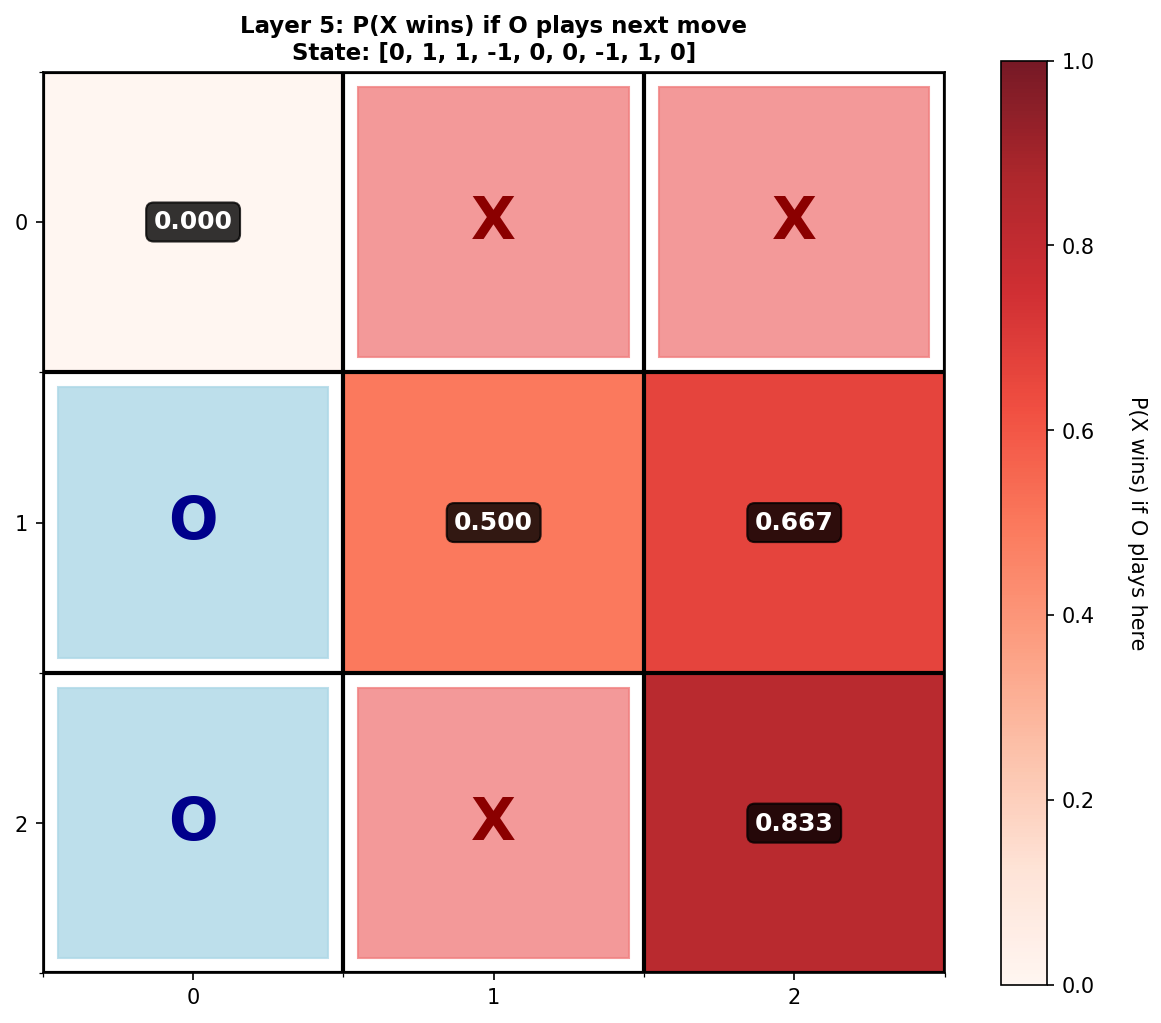 Layer 5: P(X wins) if O plays next move
State: [0, 1, 1, -1, 0, 0, -1, 1, 0]
0
1
2
0.000
X
X
O
0.500
0.667
O
X
0.833
0
1
2
1.0
0.8
0.6
0.4
0.2
0.0
P(X wins) if O plays here